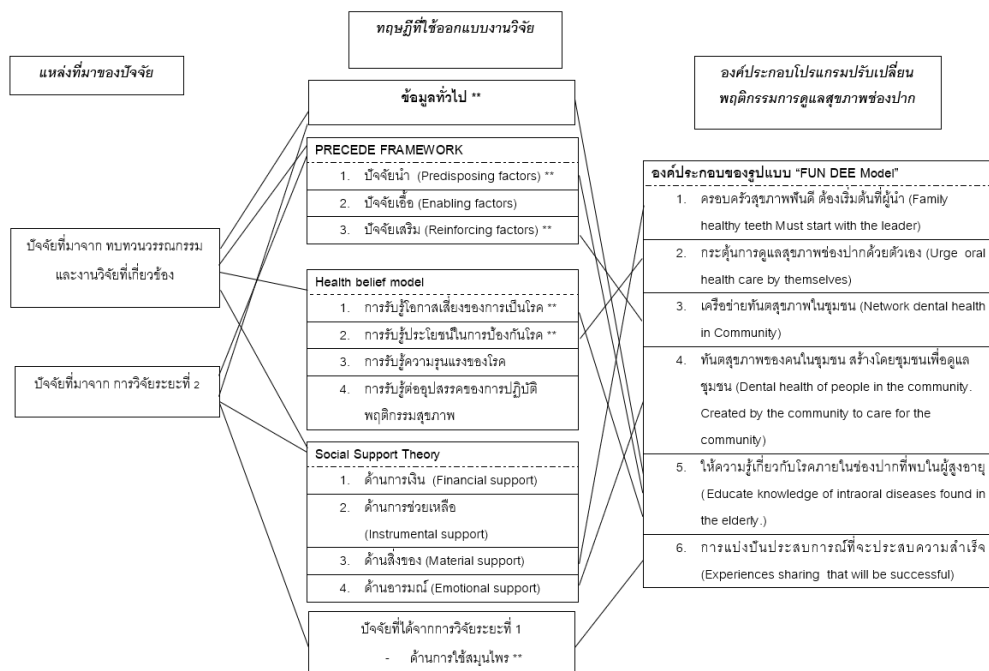 ทฤษฎีที่ใช้ออกแบบงานวิจัย
แหล่งที่มาของปัจจัย
องค์ประกอบโปรแกรมปรับเปลี่ยน
พฤติกรรมการดูแลสุขภาพช่องปาก
ปัจจัยที่มาจาก ทบทวนวรรณกรรม
และงานวิจัยที่เกี่ยวข้อง
ปัจจัยที่มาจาก การวิจัยระยะที่ 2
ข้อมูลทั่วไป **
PRECEDE FRAMEWORK
1. ปัจจัยนำ (Predisposing factors) **
2. ปัจจัยเอื้อ (Enabling factors)
3. ปัจจัยเสริม (Reinforcing factors) **
Health belief model
1. การรับรู้โอกาสเสี่ยงของการเป็นโรค **
2. การรับรู้ประโยชน์ในการป้องกันโรค **
3. การรับรู้ความรุนแรงของโรค
4. การรับรู้ต่ออุปสรรคของการปฏิบัติ
พฤติกรรมสุขภาพ
Social Support Theory
1. ด้านการเงิน (Financial support)
2. ด้านการช่วยเหลือ
(Instrumental support)
3. ด้านสิ่งของ (Material support)
4. ด้านอารมณ์ (Emotional support)
ปัจจัยที่ได้จากการวิจัยระยะที่ 1
- ด้านการใช้สมุนไพร **
องค์ประกอบของรูปแบบ “FUN DEE Model”
1. ครอบครัวสุขภาพฟันดี ต้องเริ่มต้นที่ผู้นำ (Family
healthy teeth Must start with the leader)
2. กระตุ้นการดูแลสุขภาพช่องปากด้วยตัวเอง (Urge oral
health care by themselves)
3. เครือข่ายทันตสุขภาพในชุมชน (Network dental health
in Community)
4. ทันตสุขภาพของคนในชุมชน สร้างโดยชุมชนเพื่อดูแล
ชุมชน (Dental health of people in the community.
Created by the community to care for the
community)
5. ให้ความรู้เกี่ยวกับโรคภายในช่องปากที่พบในผู้สูงอายุ
(Educate knowledge of intraoral diseases found in
the elderly.)
6. การแบ่งปันประสบการณ์ที่จะประสบความสำเร็จ
(Experiences sharing that will be successful)